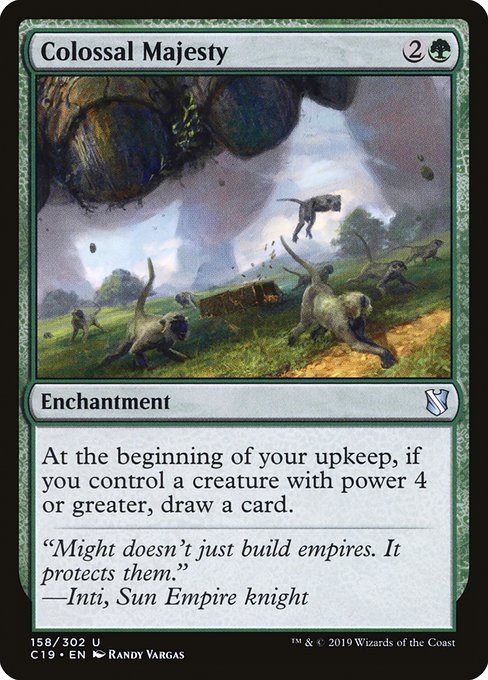 Colossal Majesty 2
Enchantment
At the beginning of your upkeep, if
you control a creature with power 4
or greater, draw a card.
“Might doesn’t just build empires. It
protects them.”
—Inti, Sun Empire knight
158/302 U
™ & © 2019 Wizards of the Coast
C19 • EN Randy Vargas